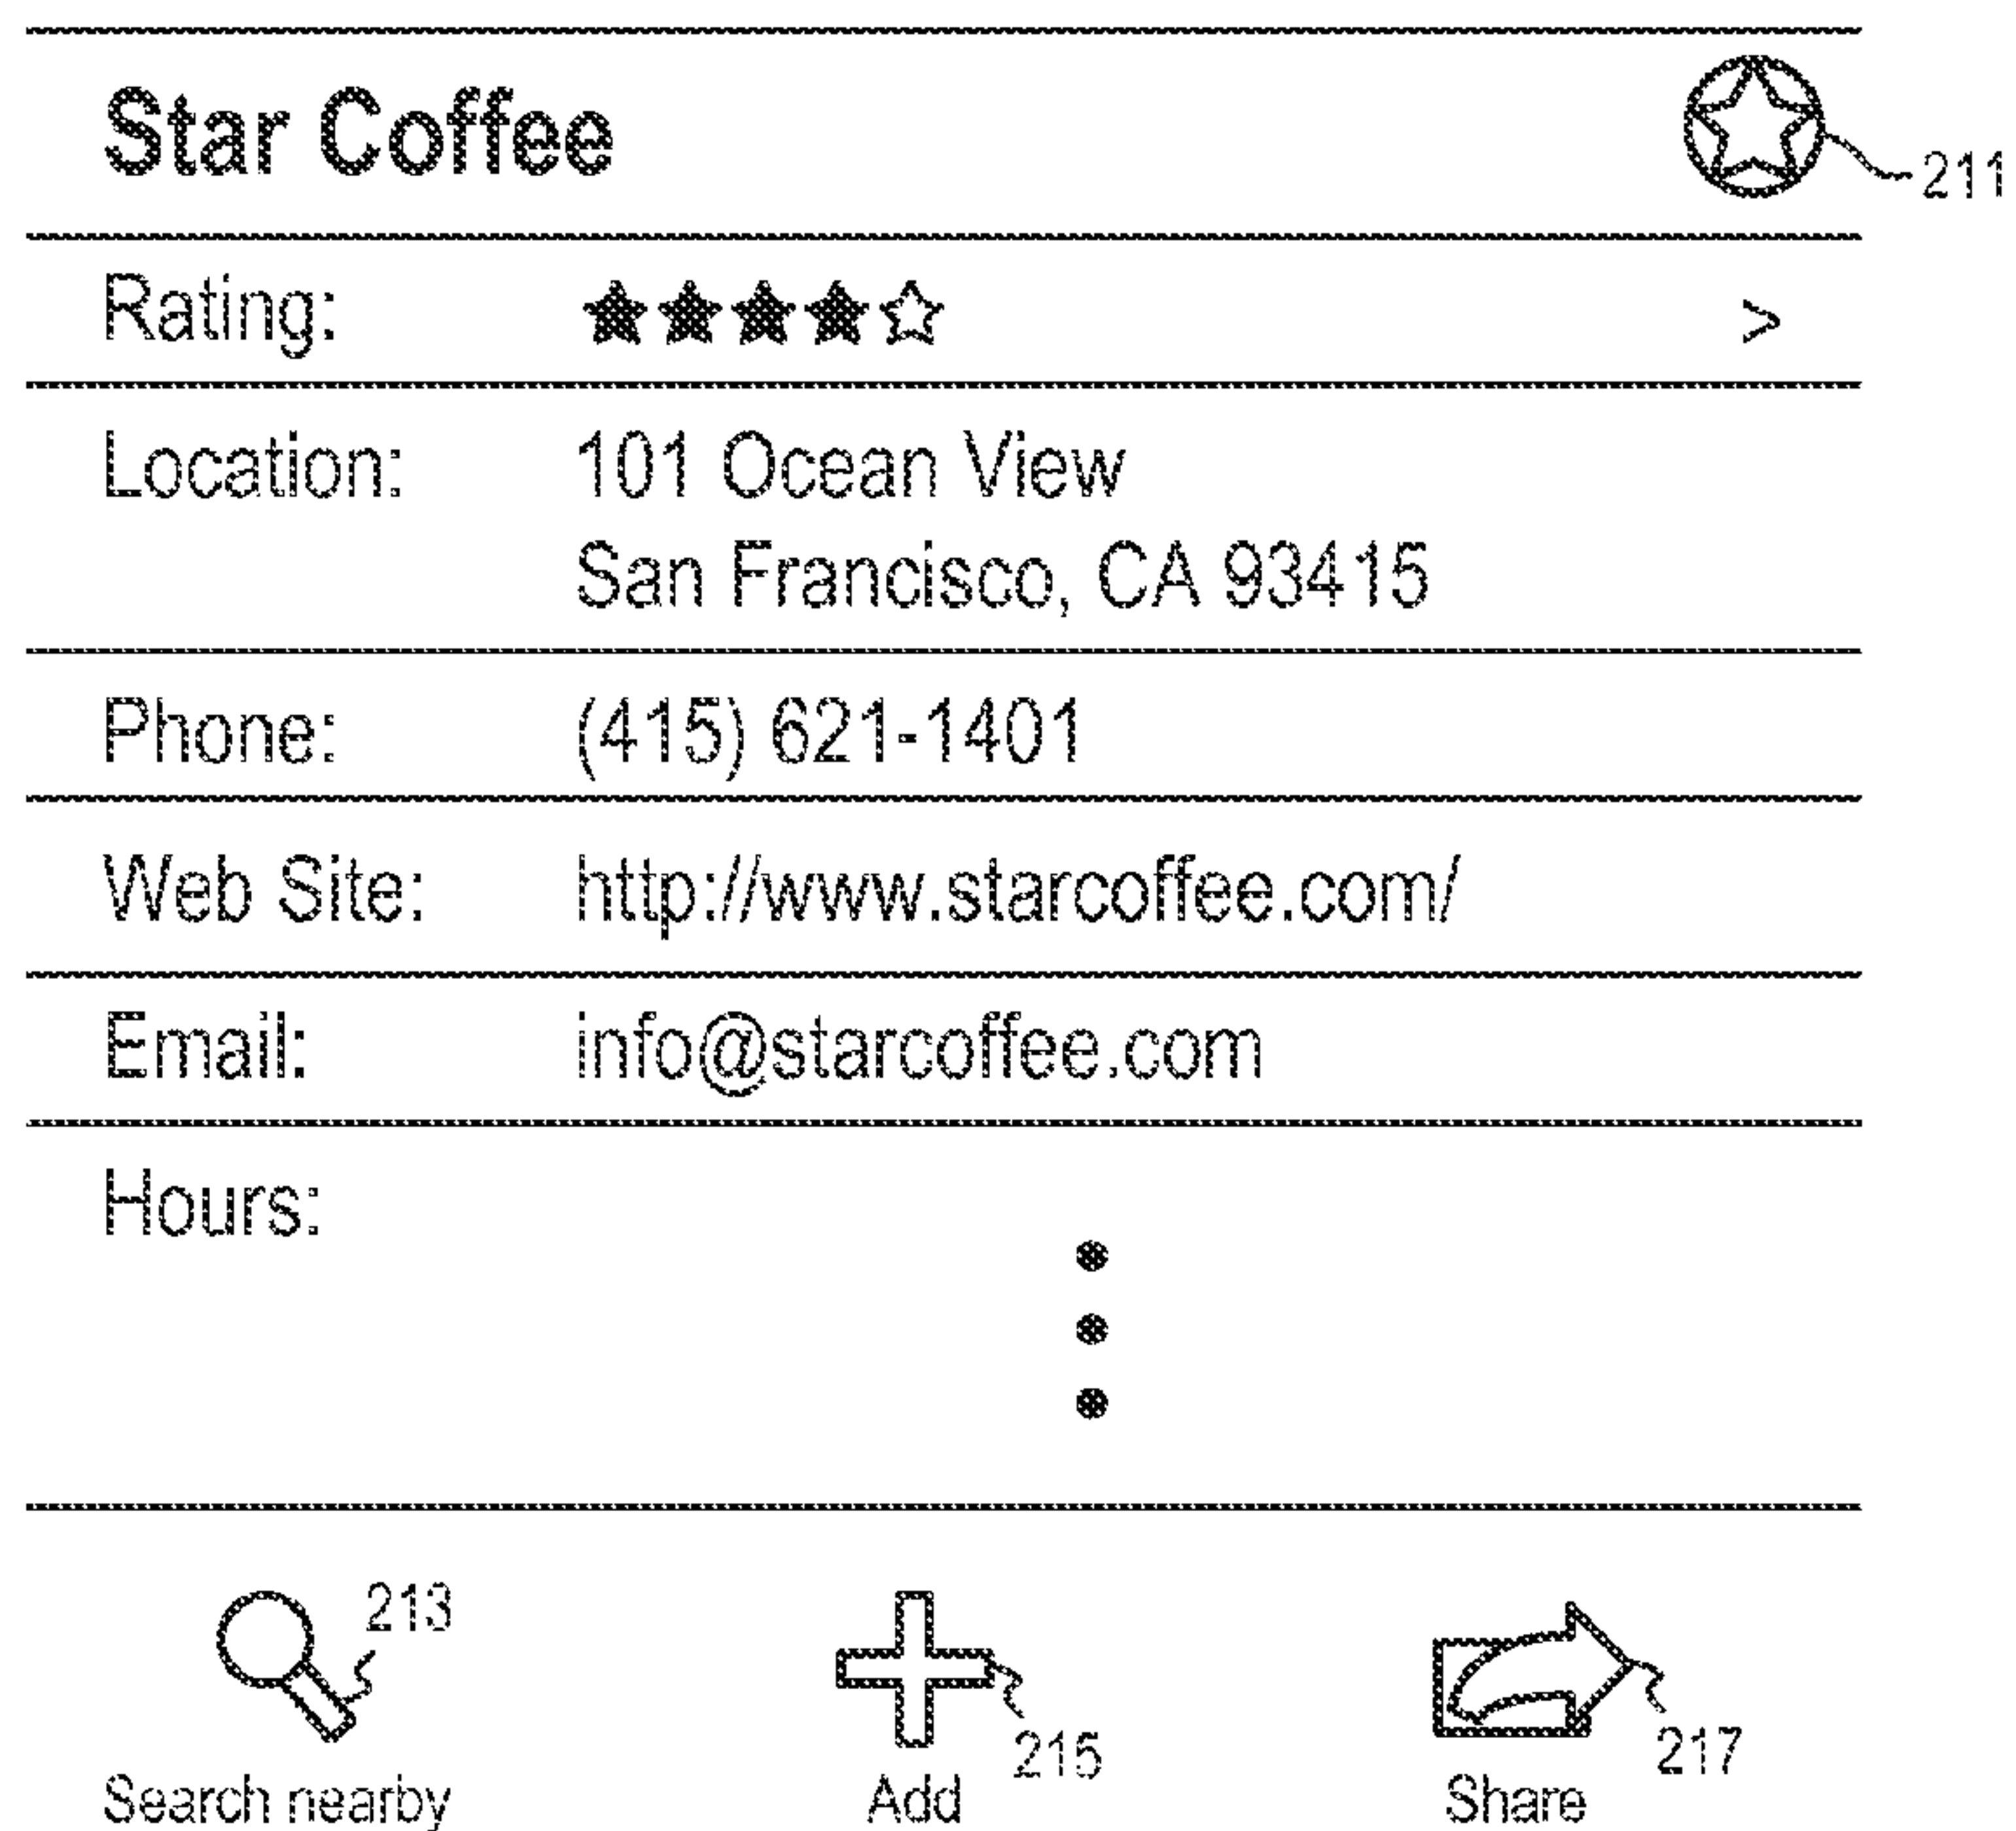 Star Coffee
211
Rating: ★★★★☆ >
Location: 101 Ocean View
San Francisco, CA 93415
Phone: (415) 621-1401
Web Site: http://www.starcoffee.com/
Email: info@starcoffee.com
Hours:
213
215
217
Search nearby Add Share